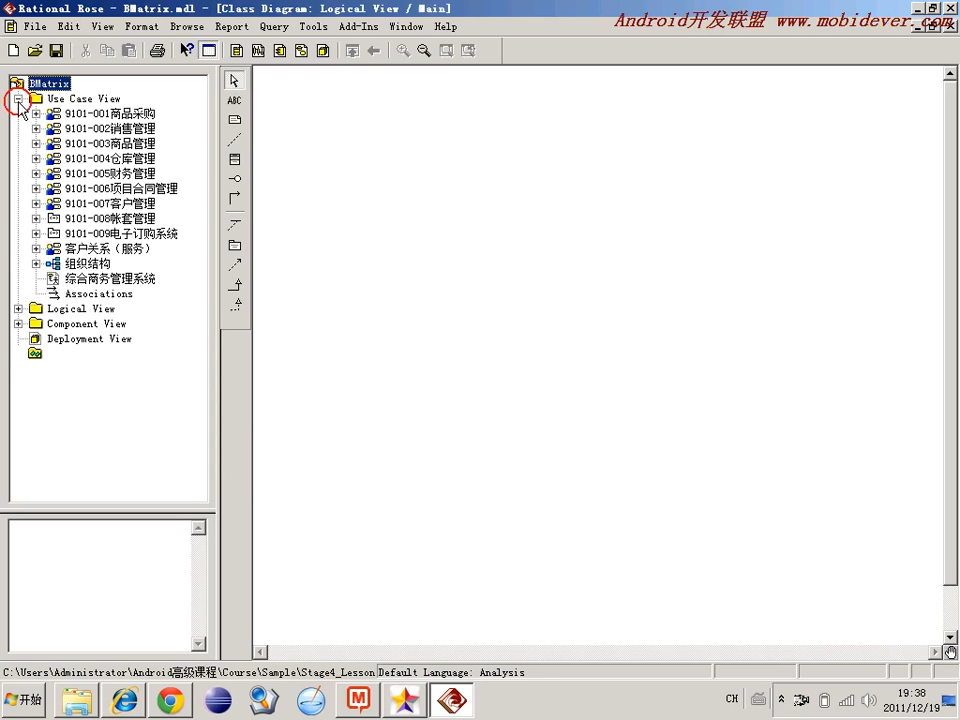 Rational Rose - BMatrix.mdl - [Class Diagram: Logical View / Main]
Android开发联盟 www.mobidever.com
File Edit View Format Browse Report Query Tools Add-Ins Window Help
BMatrix
ABC
Use Case View
9101-001商品采购
9101-002销售管理
9101-003商品管理
9101-004仓库管理
9101-005财务管理
9101-006项目合同管理
9101-007客户管理
9101-008帐套管理
9101-009电子订购系统
客户关系（服务）
组织结构
综合商务管理系统
Associations
Logical View
Component View
Deployment View
C:\Users\Administrator\Android高级课程\Course\Sample\Stage4_Lesson Default Language: Analysis
开始
CH
19:38
2011/12/19